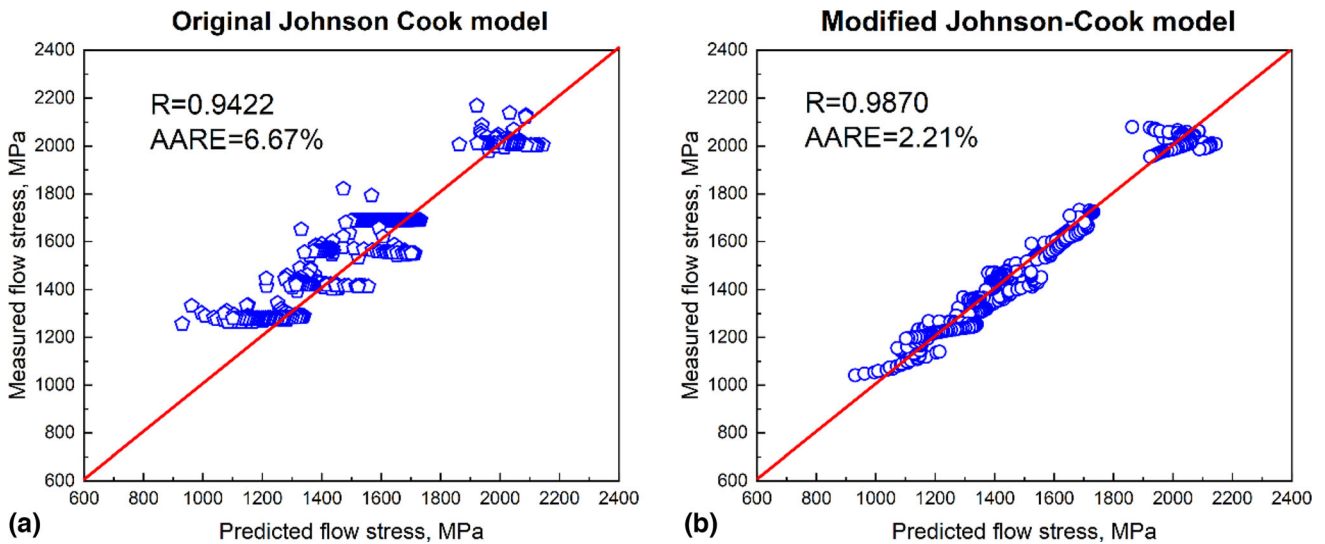 Original Johnson Cook model
R=0.9422
AARE=6.67%
Measured flow stress, MPa
2400
2200
2000
1800
1600
1400
1200
1000
800
600
600 800 1000 1200 1400 1600 1800 2000 2200 2400
Predicted flow stress, MPa
(a)
Modified Johnson-Cook model
R=0.9870
AARE=2.21%
Measured flow stress, MPa
2400
2200
2000
1800
1600
1400
1200
1000
800
600
600 800 1000 1200 1400 1600 1800 2000 2200 2400
Predicted flow stress, MPa
(b)